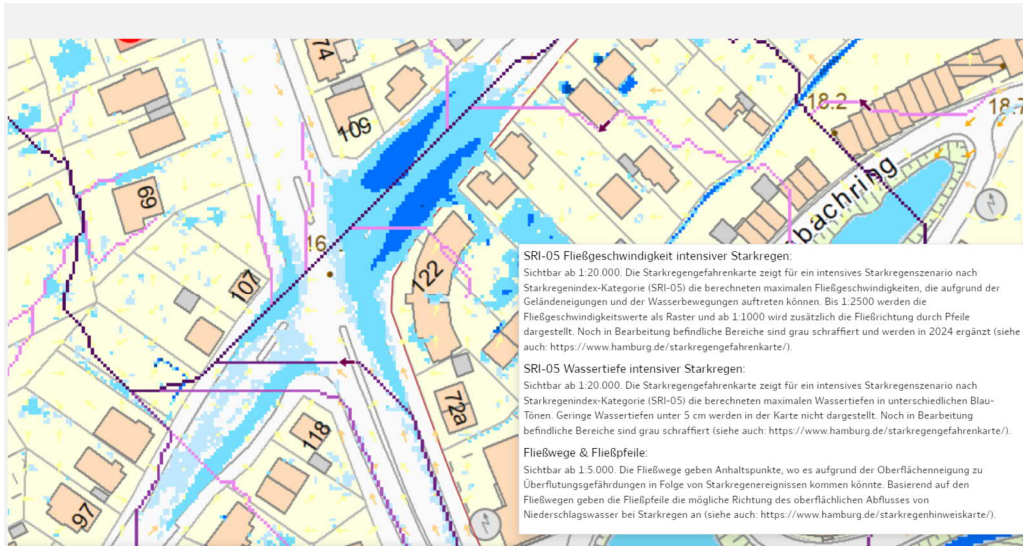 74
109
18.2
18.7
bachring
69
16
122
107
72a
118
97
SRI-05 Fließgeschwindigkeit intensiver Starkregen:
Sichtbar ab 1:20.000. Die Starkregengefahrenkarte zeigt für ein intensives Starkregenszenario nach
Starkregenindex-Kategorie (SRI-05) die berechneten maximalen Fließgeschwindigkeiten, die aufgrund der
Geländeneigungen und der Wasserbewegungen auftreten können. Bis 1:2500 werden die
Fließgeschwindigkeitswerte als Raster und ab 1:1000 wird zusätzlich die Fließrichtung durch Pfeile
dargestellt. Noch in Bearbeitung befindliche Bereiche sind grau schraffiert und werden in 2024 ergänzt (siehe
auch: https://www.hamburg.de/starkregengefahrenkarte/).
SRI-05 Wassertiefe intensiver Starkregen:
Sichtbar ab 1:20.000. Die Starkregengefahrenkarte zeigt für ein intensives Starkregenszenario nach
Starkregenindex-Kategorie (SRI-05) die berechneten maximalen Wassertiefen in unterschiedlichen Blau-
Tönen. Geringe Wassertiefen unter 5 cm werden in der Karte nicht dargestellt. Noch in Bearbeitung
befindliche Bereiche sind grau schraffiert (siehe auch: https://www.hamburg.de/starkregengefahrenkarte/).
Fließwege & Fließpfeile:
Sichtbar ab 1:5.000. Die Fließwege geben Anhaltspunkte, wo es aufgrund der Oberflächenneigung zu
Überflutungsgefährdungen in Folge von Starkregenereignissen kommen könnte. Basierend auf den
Fließwegen geben die Fließpfeile die mögliche Richtung des oberflächlichen Abflusses von
Niederschlagswasser bei Starkregen an (siehe auch: https://www.hamburg.de/starkregenhinweiskarte/).